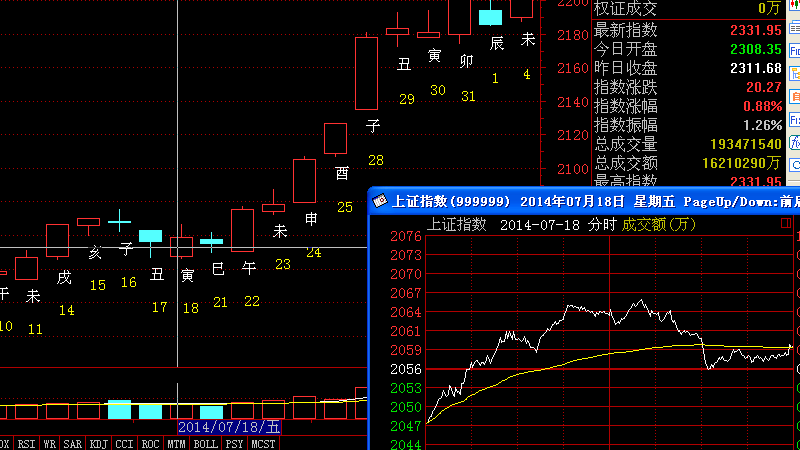 2200
2180
2160
2140
2120
2100
权证成交 0万
最新指数 2331.95
今日开盘 2308.35
昨日收盘 2311.68
指数涨跌 20.27
指数涨幅 0.88%
指数振幅 1.26%
总成交量 193471540
总成交额 16210290万
最高指数 2331.95
午 未 戌 亥 子 丑 寅 巳 午 未 申 酉 子 丑 寅 卯 辰 未
10 11 14 15 16 17 18 21 22 23 24 25 28 29 30 31 1 4
上证指数(999999) 2014年07月18日 星期五 PageUp/Down:前后
上证指数 2014-07-18 分时 成交额(万)
2076
2073
2070
2067
2064
2061
2059
2056
2053
2050
2047
2044
2014/07/18/五
RSI WR SAR KDJ CCI ROC MTM BOLL PSY MCST